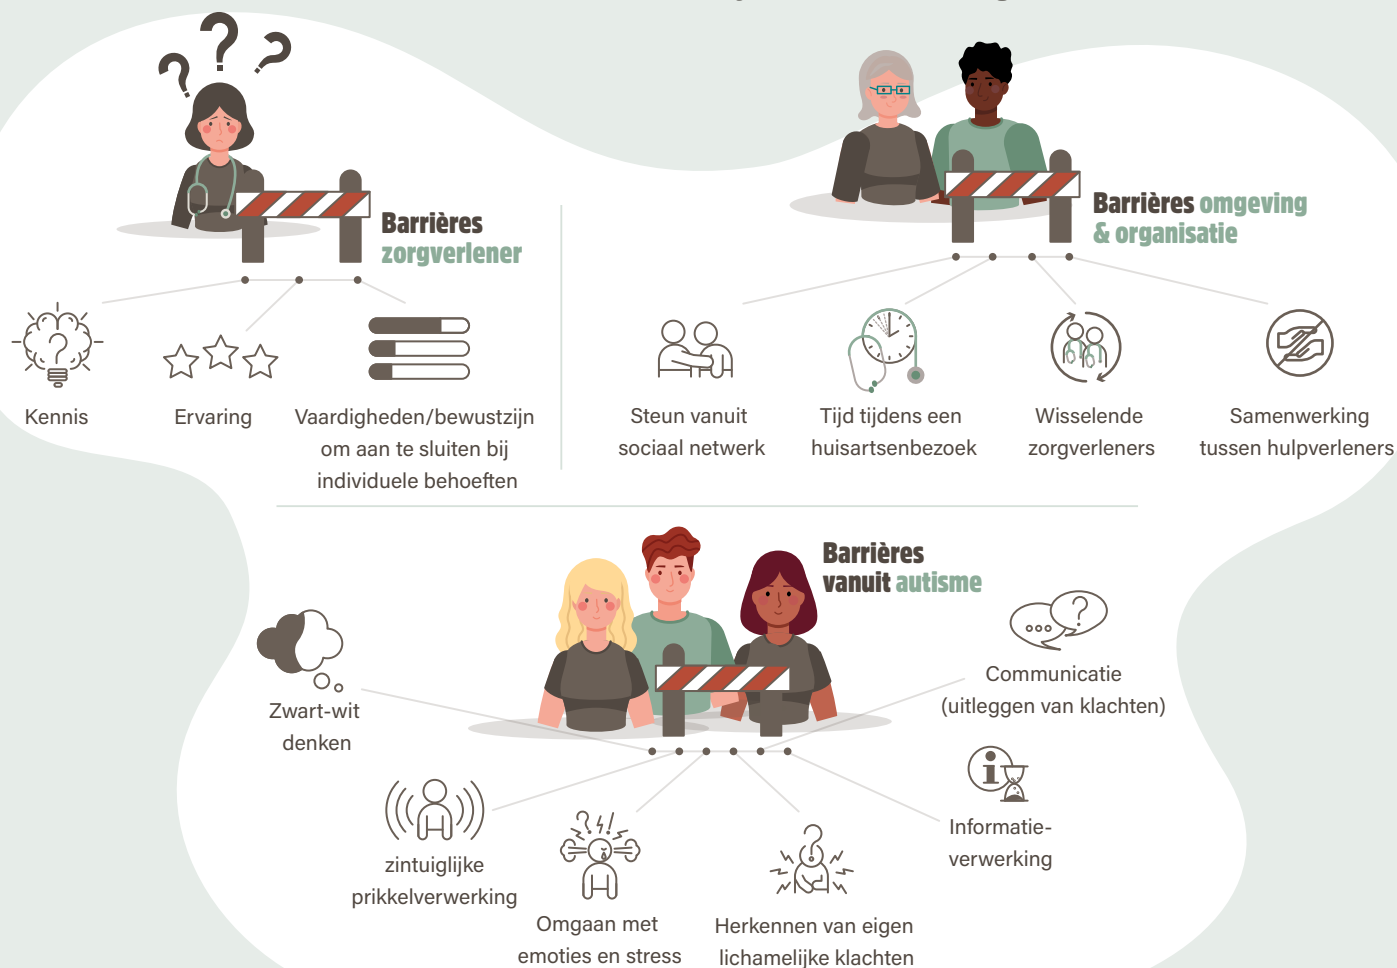 Barrières
zorgverlener
Kennis
Ervaring
Vaardigheden/bewustzijn
om aan te sluiten bij
individuele behoeften
Barrières omgeving
& organisatie
Steun vanuit
sociaal netwerk
Tijd tijdens een
huisartsenbezoek
Wisselende
zorgverleners
Samenwerking
tussen hulpverleners
Barrières
vanuit autisme
Zwart-wit
denken
zintuiglijke
prikkelverwerking
Omgaan met
emoties en stress
Herkennen van eigen
lichamelijke klachten
Informatie-
verwerking
Communicatie
(uitleggen van klachten)